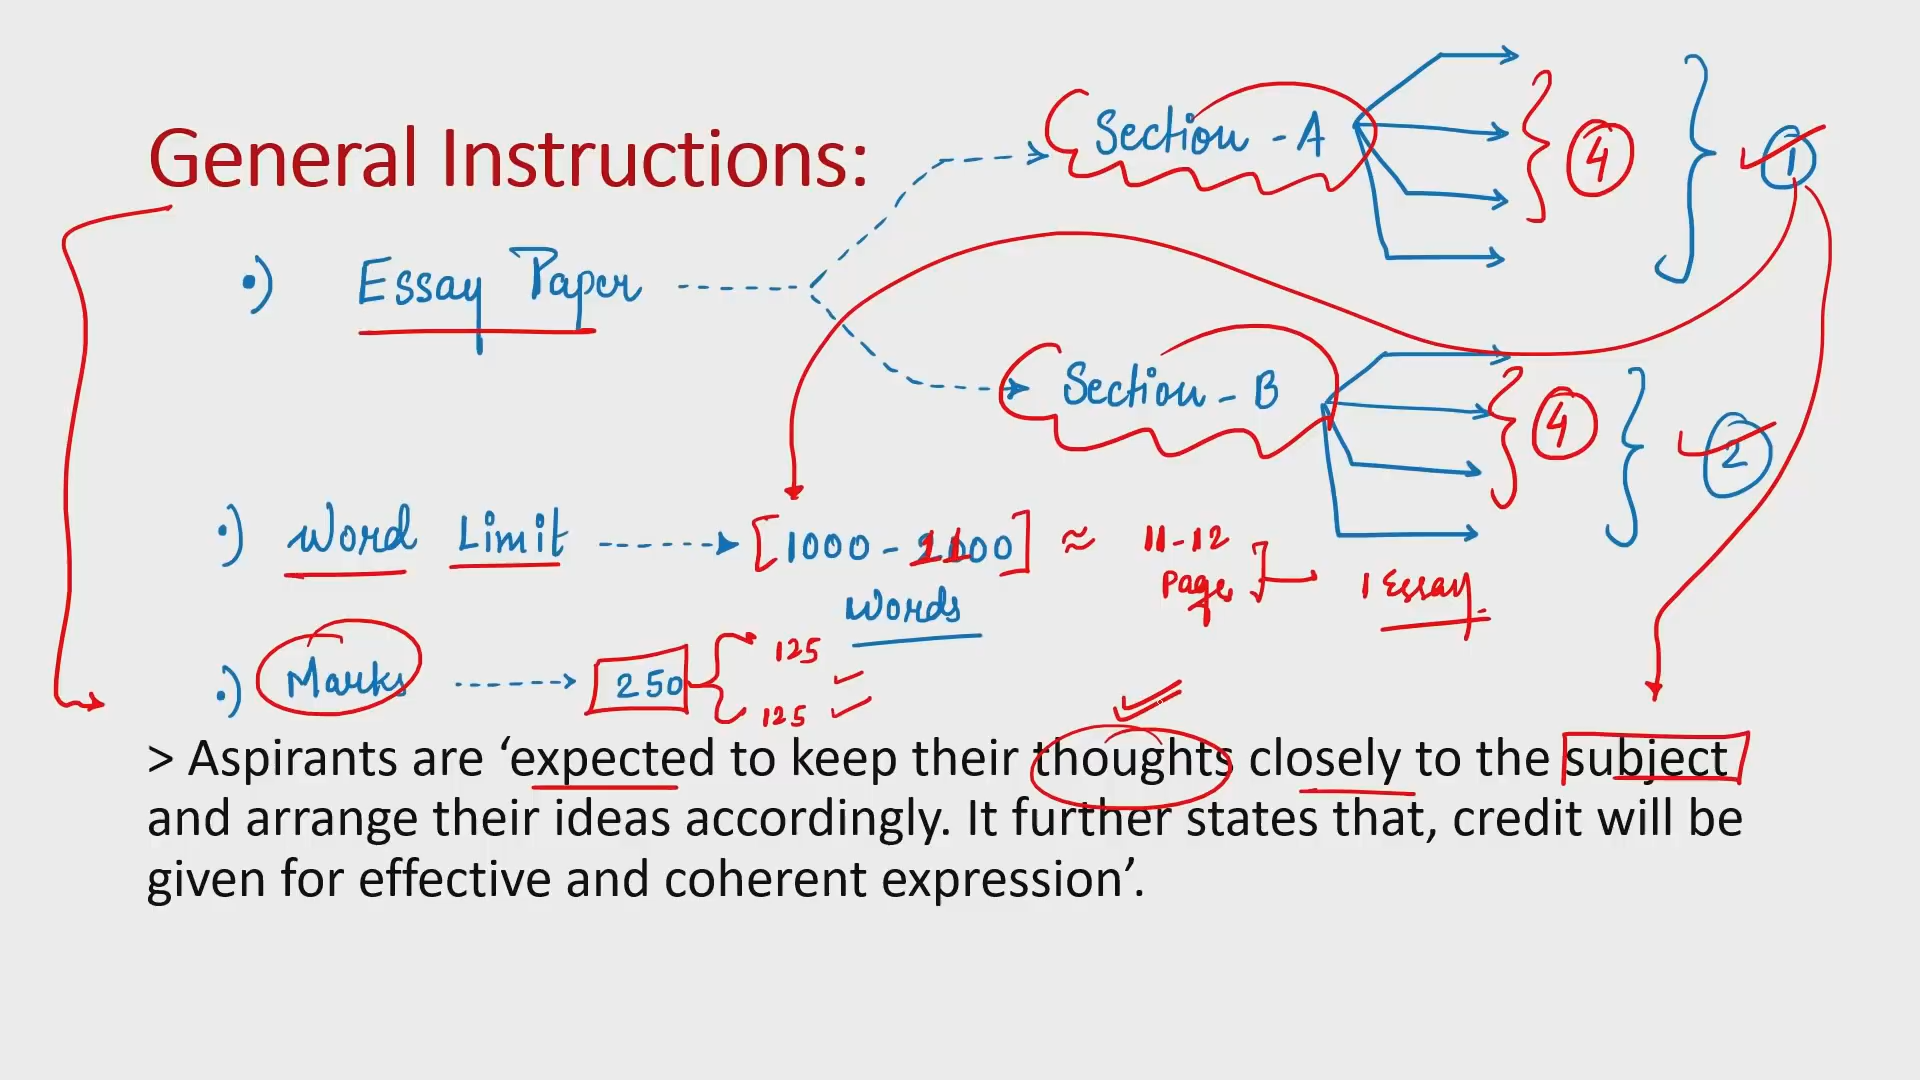 General Instructions:
Section - A
4
1
•) Essay Paper
Section - B
4
2
•) Word Limit [1000 - 1100] ≈ 11-12
Words
Page
1 Essay
•) Marks 250
125
125
> Aspirants are ‘expected to keep their thoughts closely to the subject
and arrange their ideas accordingly. It further states that, credit will be
given for effective and coherent expression’.